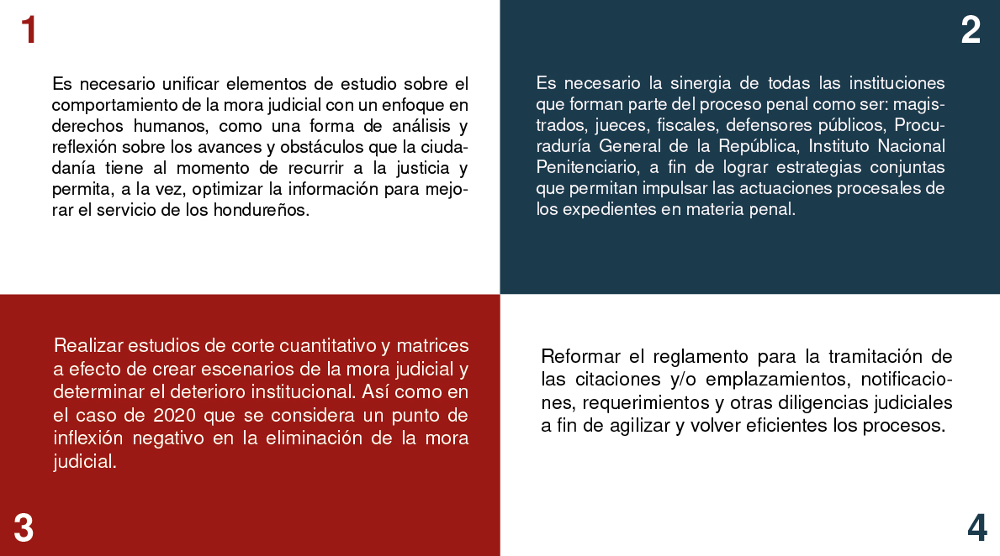 1
Es necesario unificar elementos de estudio sobre el
comportamiento de la mora judicial con un enfoque en
derechos humanos, como una forma de análisis y
reflexión sobre los avances y obstáculos que la ciuda-
danía tiene al momento de recurrir a la justicia y
permita, a la vez, optimizar la información para mejo-
rar el servicio de los hondureños.
2
Es necesario la sinergia de todas las instituciones
que forman parte del proceso penal como ser: magis-
trados, jueces, fiscales, defensores públicos, Procu-
raduría General de la República, Instituto Nacional
Penitenciario, a fin de lograr estrategias conjuntas
que permitan impulsar las actuaciones procesales de
los expedientes en materia penal.
Realizar estudios de corte cuantitativo y matrices
a efecto de crear escenarios de la mora judicial y
determinar el deterioro institucional. Así como en
el caso de 2020 que se considera un punto de
inflexión negativo en la eliminación de la mora
judicial.
3
Reformar el reglamento para la tramitación de
las citaciones y/o emplazamientos, notificacio-
nes, requerimientos y otras diligencias judiciales
a fin de agilizar y volver eficientes los procesos.
4